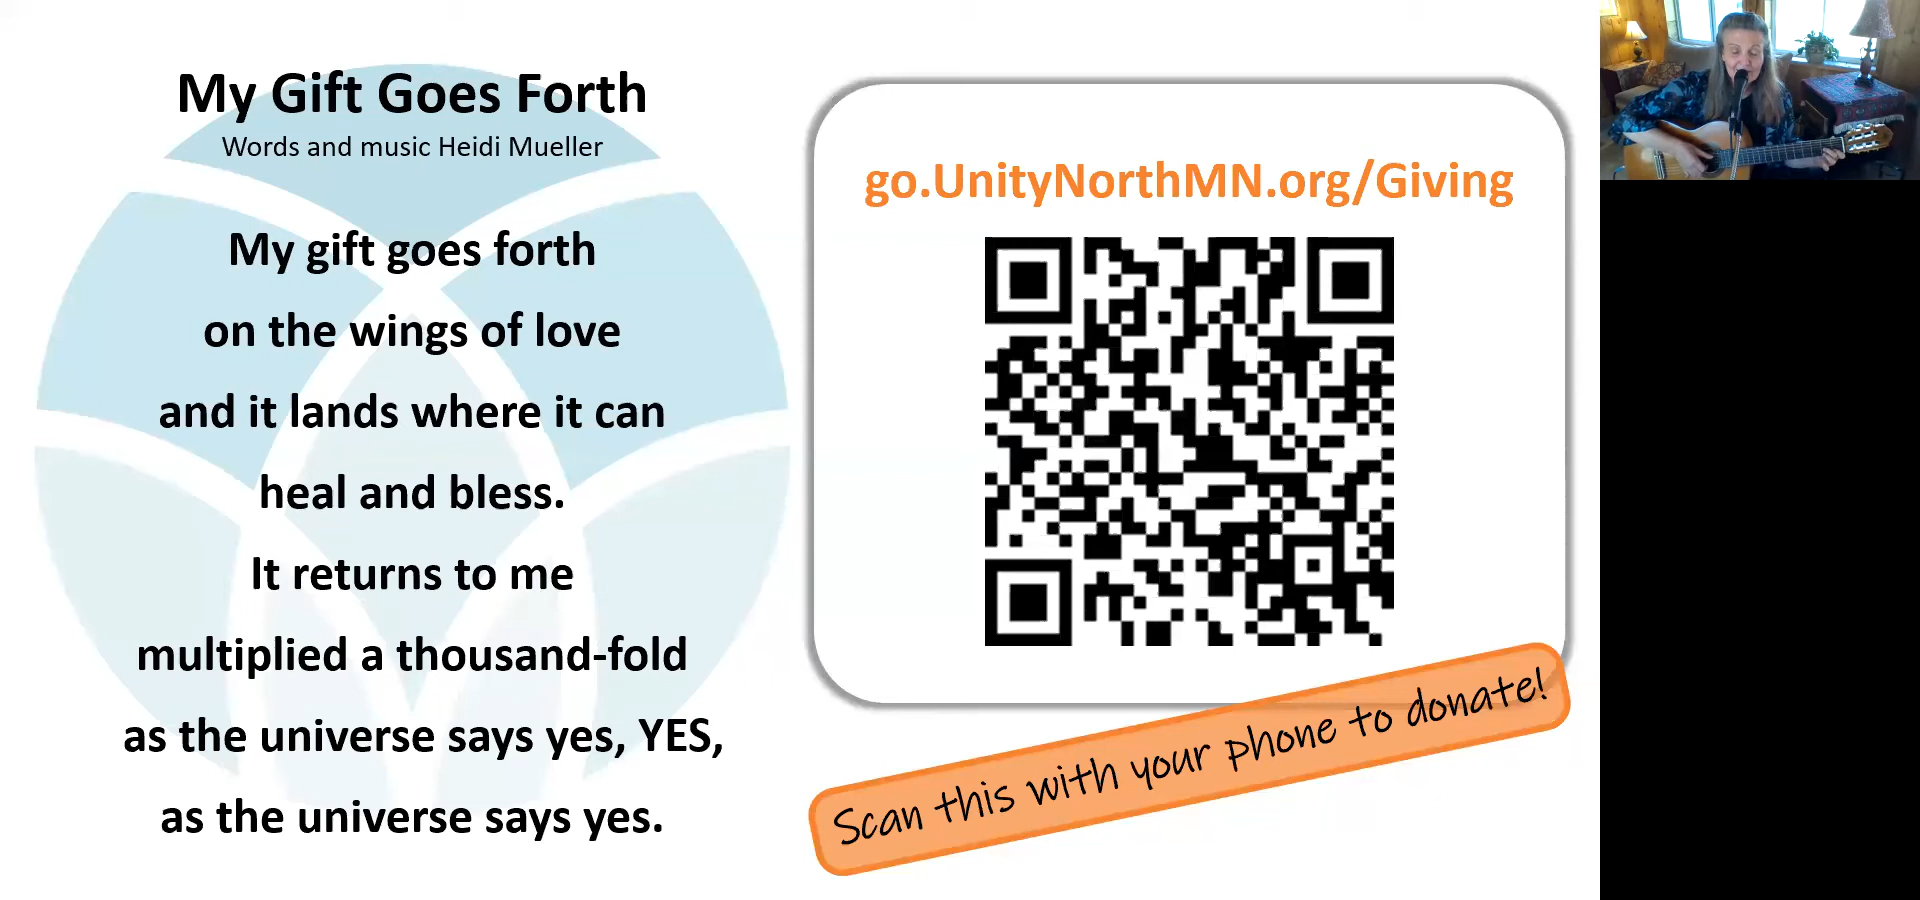 My Gift Goes Forth
Words and music Heidi Mueller
My gift goes forth
on the wings of love
and it lands where it can
heal and bless.
It returns to me
multiplied a thousand-fold
as the universe says yes, YES,
as the universe says yes.
go.UnityNorthMN.org/Giving
Scan this with your phone to donate!